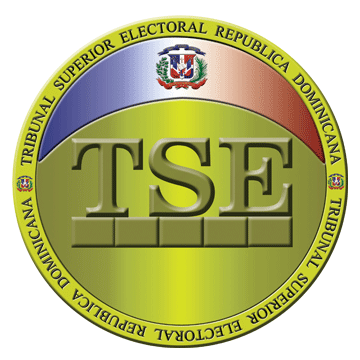 TRIBUNAL SUPERIOR ELECTORAL REPUBLICA DOMINICANA
TSE
TRIBUNAL SUPERIOR ELECTORAL REPUBLICA DOMINICANA